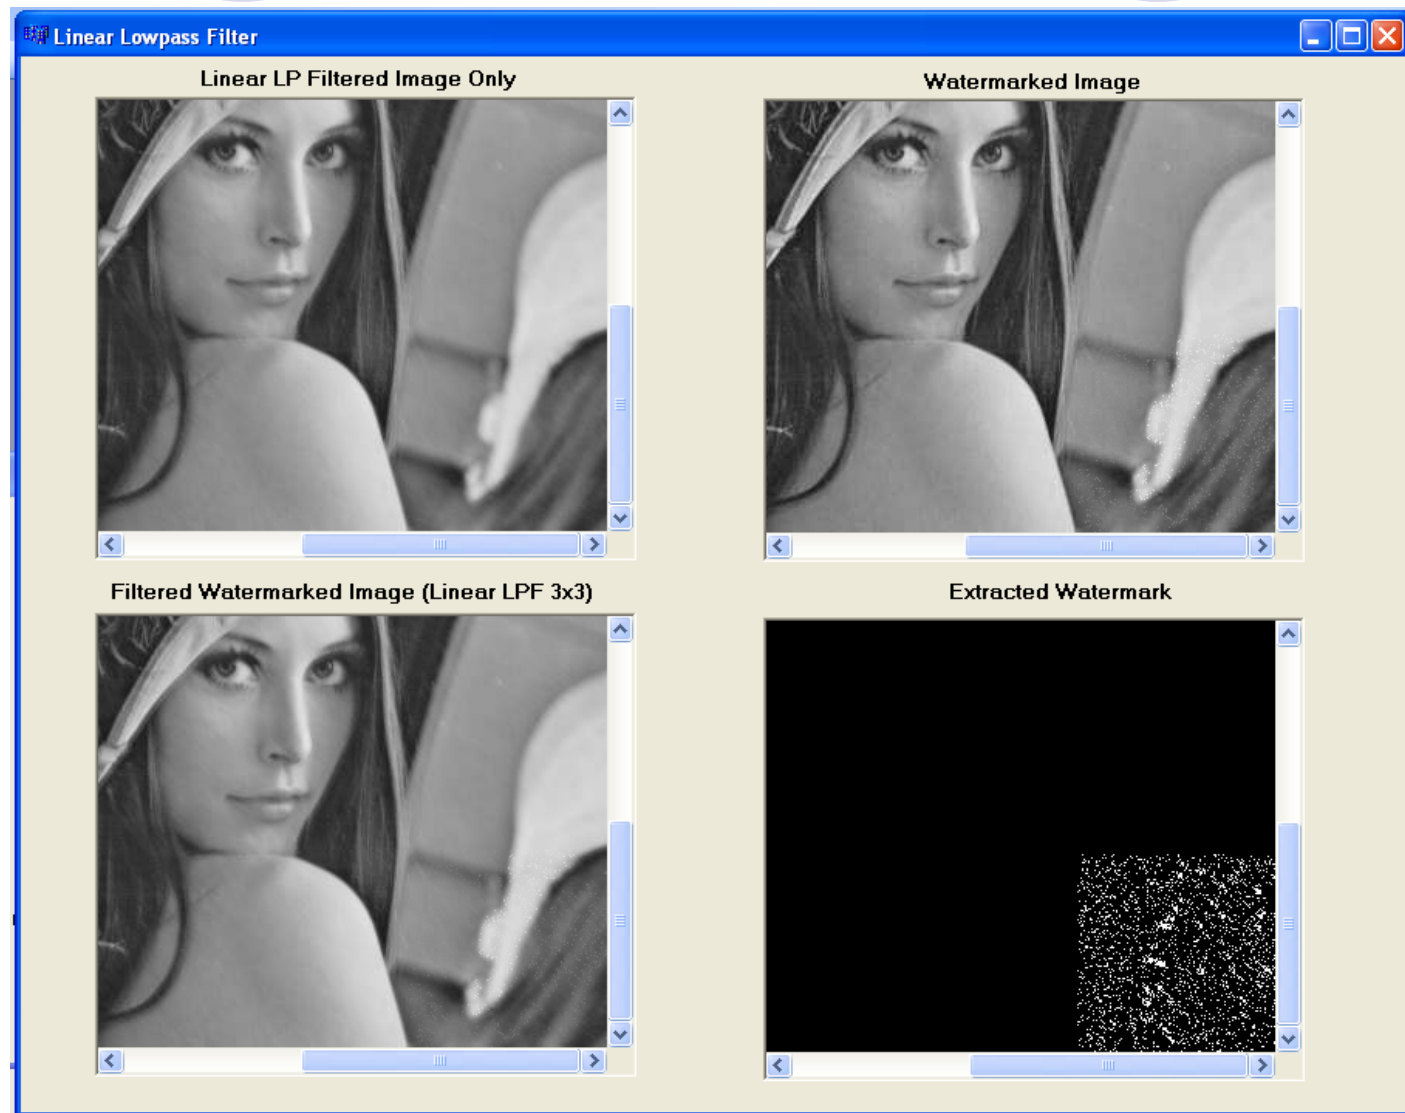 Linear Lowpass Filter
Linear LP Filtered Image Only
Watermarked Image
Filtered Watermarked Image (Linear LPF 3x3)
Extracted Watermark